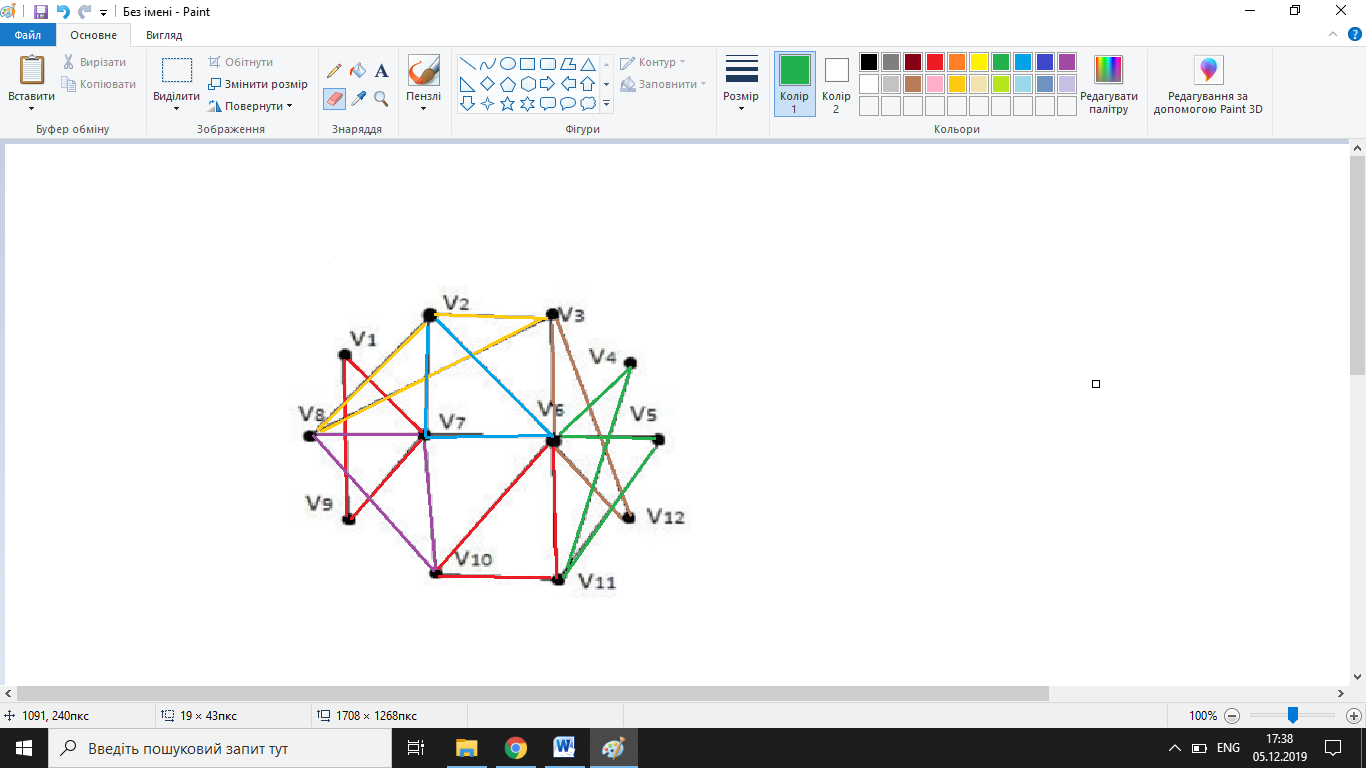 Без імені - Paint
Файл Основне Вигляд
Вставити
Вирізати
Копіювати
Буфер обміну
Виділити
Обітнути
Змінити розмір
Повернути
Зображення
A
Знаряддя
Пензлі
Контур
Заповнити
Фігури
Розмір
Колір
1
Колір
2
Кольори
Редагувати
палітру
Редагування за
допомогою Paint 3D
V2
V3
V1
V4
V8
V7
V6
V5
V9
V12
V10
V11
1091, 240пкс
19 × 43пкс
1708 × 1268пкс
100%
Введіть пошуковий запит тут
ENG
17:38
05.12.2019